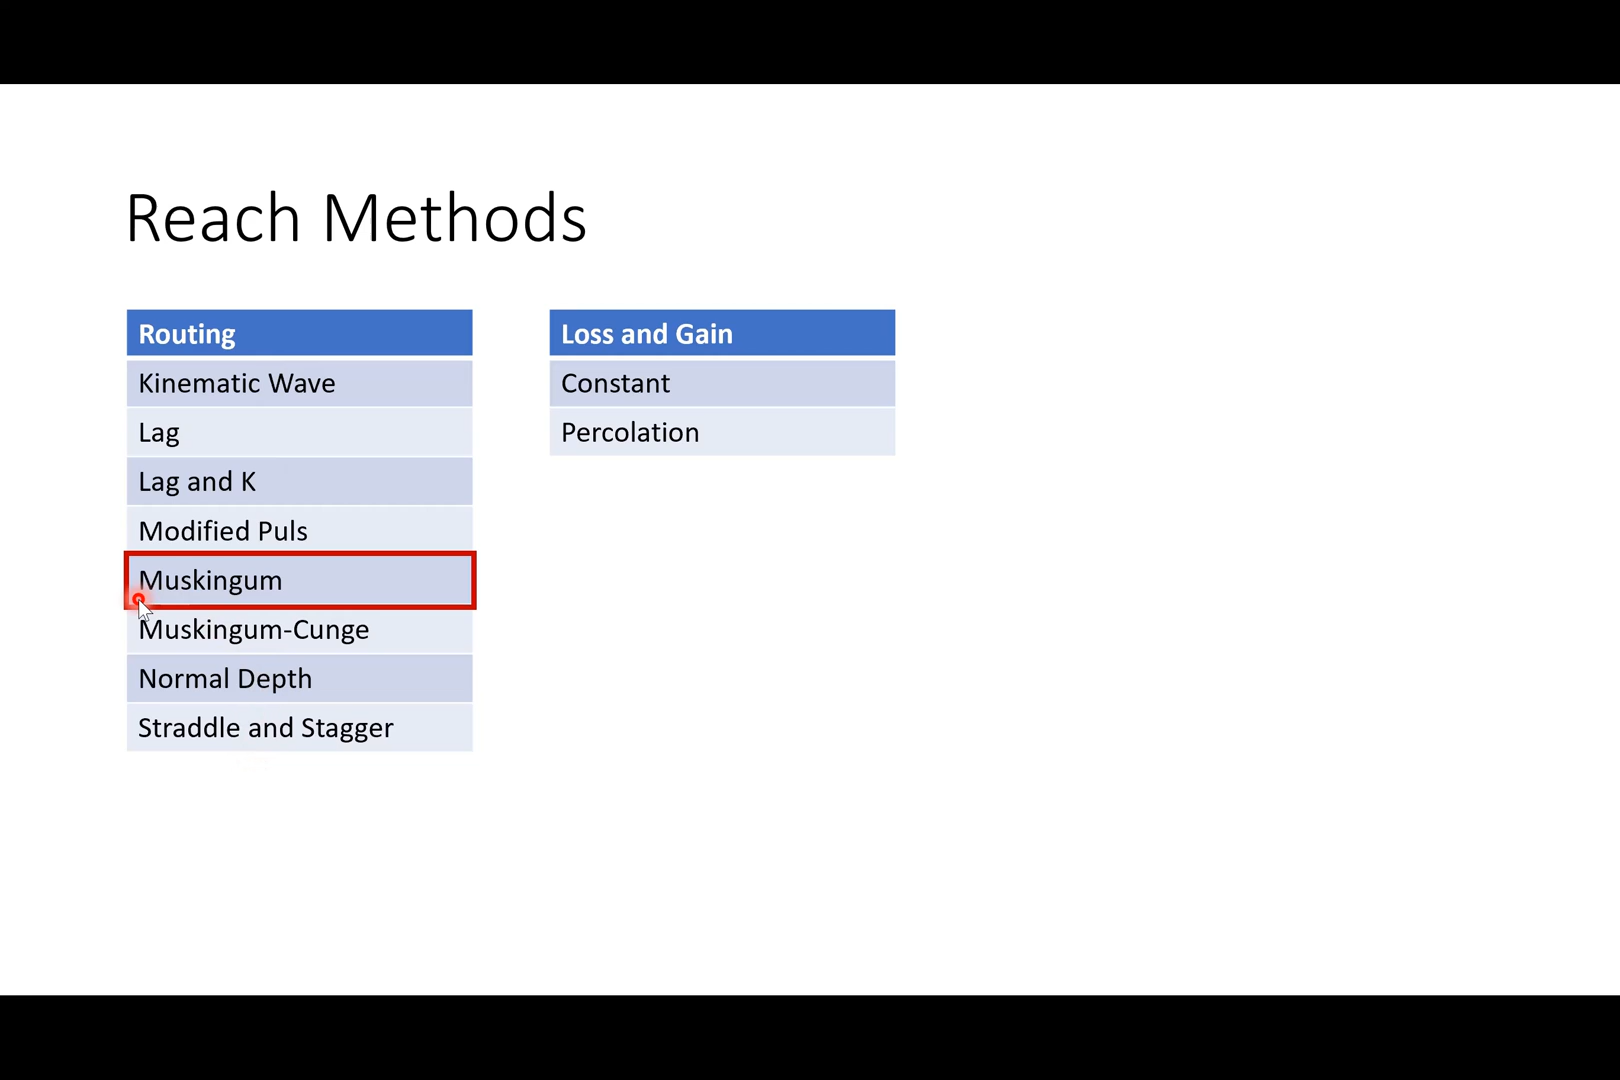 Reach Methods
Routing
Kinematic Wave
Lag
Lag and K
Modified Puls
Muskingum
Muskingum-Cunge
Normal Depth
Straddle and Stagger
Loss and Gain
Constant
Percolation